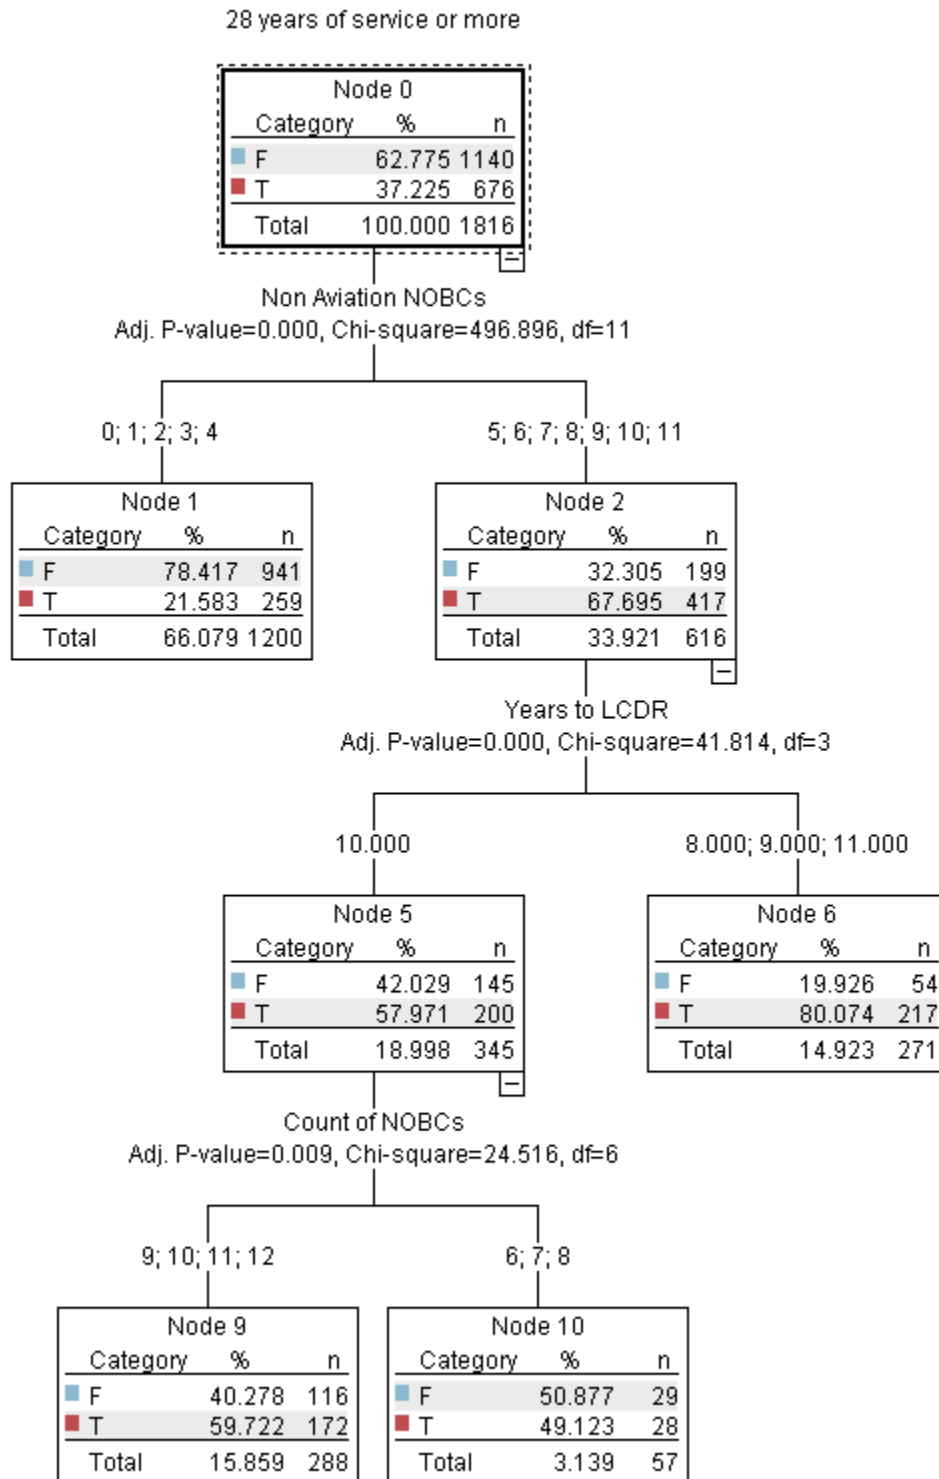 28 years of service or more
Node 0
Category % n
F 62.775 1140
T 37.225 676
Total 100.000 1816
Non Aviation NOBCs
Adj. P-value=0.000, Chi-square=496.896, df=11
0; 1; 2; 3; 4
5; 6; 7; 8; 9; 10; 11
Node 1
Category % n
F 78.417 941
T 21.583 259
Total 66.079 1200
Node 2
Category % n
F 32.305 199
T 67.695 417
Total 33.921 616
Years to LCDR
Adj. P-value=0.000, Chi-square=41.814, df=3
10.000
8.000; 9.000; 11.000
Node 5
Category % n
F 42.029 145
T 57.971 200
Total 18.998 345
Node 6
Category % n
F 19.926 54
T 80.074 217
Total 14.923 271
Count of NOBCs
Adj. P-value=0.009, Chi-square=24.516, df=6
9; 10; 11; 12
6; 7; 8
Node 9
Category % n
F 40.278 116
T 59.722 172
Total 15.859 288
Node 10
Category % n
F 50.877 29
T 49.123 28
Total 3.139 57